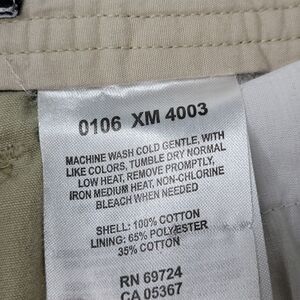 0106 XM 4003
MACHINE WASH COLD GENTLE, WITH
LIKE COLORS, TUMBLE DRY NORMAL
LOW HEAT, REMOVE PROMPTLY,
IRON MEDIUM HEAT, NON-CHLORINE
BLEACH WHEN NEEDED
SHELL: 100% COTTON
LINING: 65% POLYESTER
35% COTTON
RN 69724
CA 05367